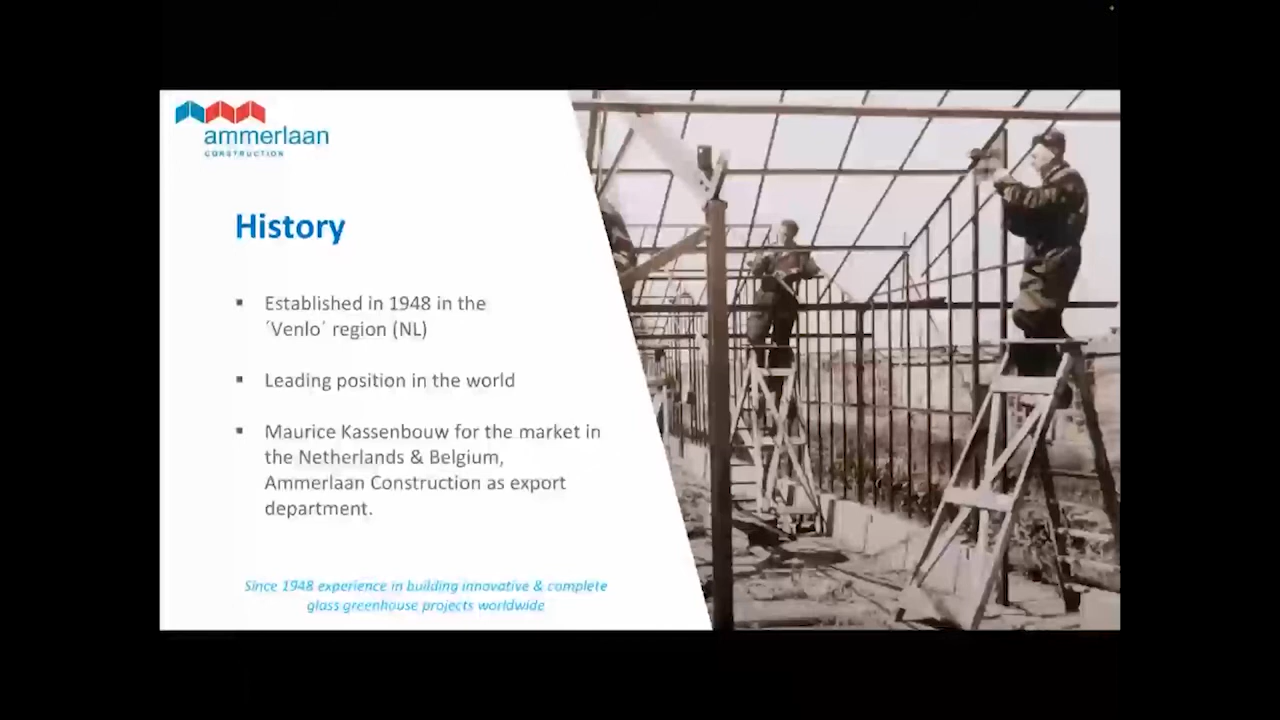 ammerlaan
CONSTRUCTION
History
▪ Established in 1948 in the
´Venlo´ region (NL)
▪ Leading position in the world
▪ Maurice Kassenbouw for the market in
the Netherlands & Belgium,
Ammerlaan Construction as export
department.
Since 1948 experience in building innovative & complete
glass greenhouse projects worldwide